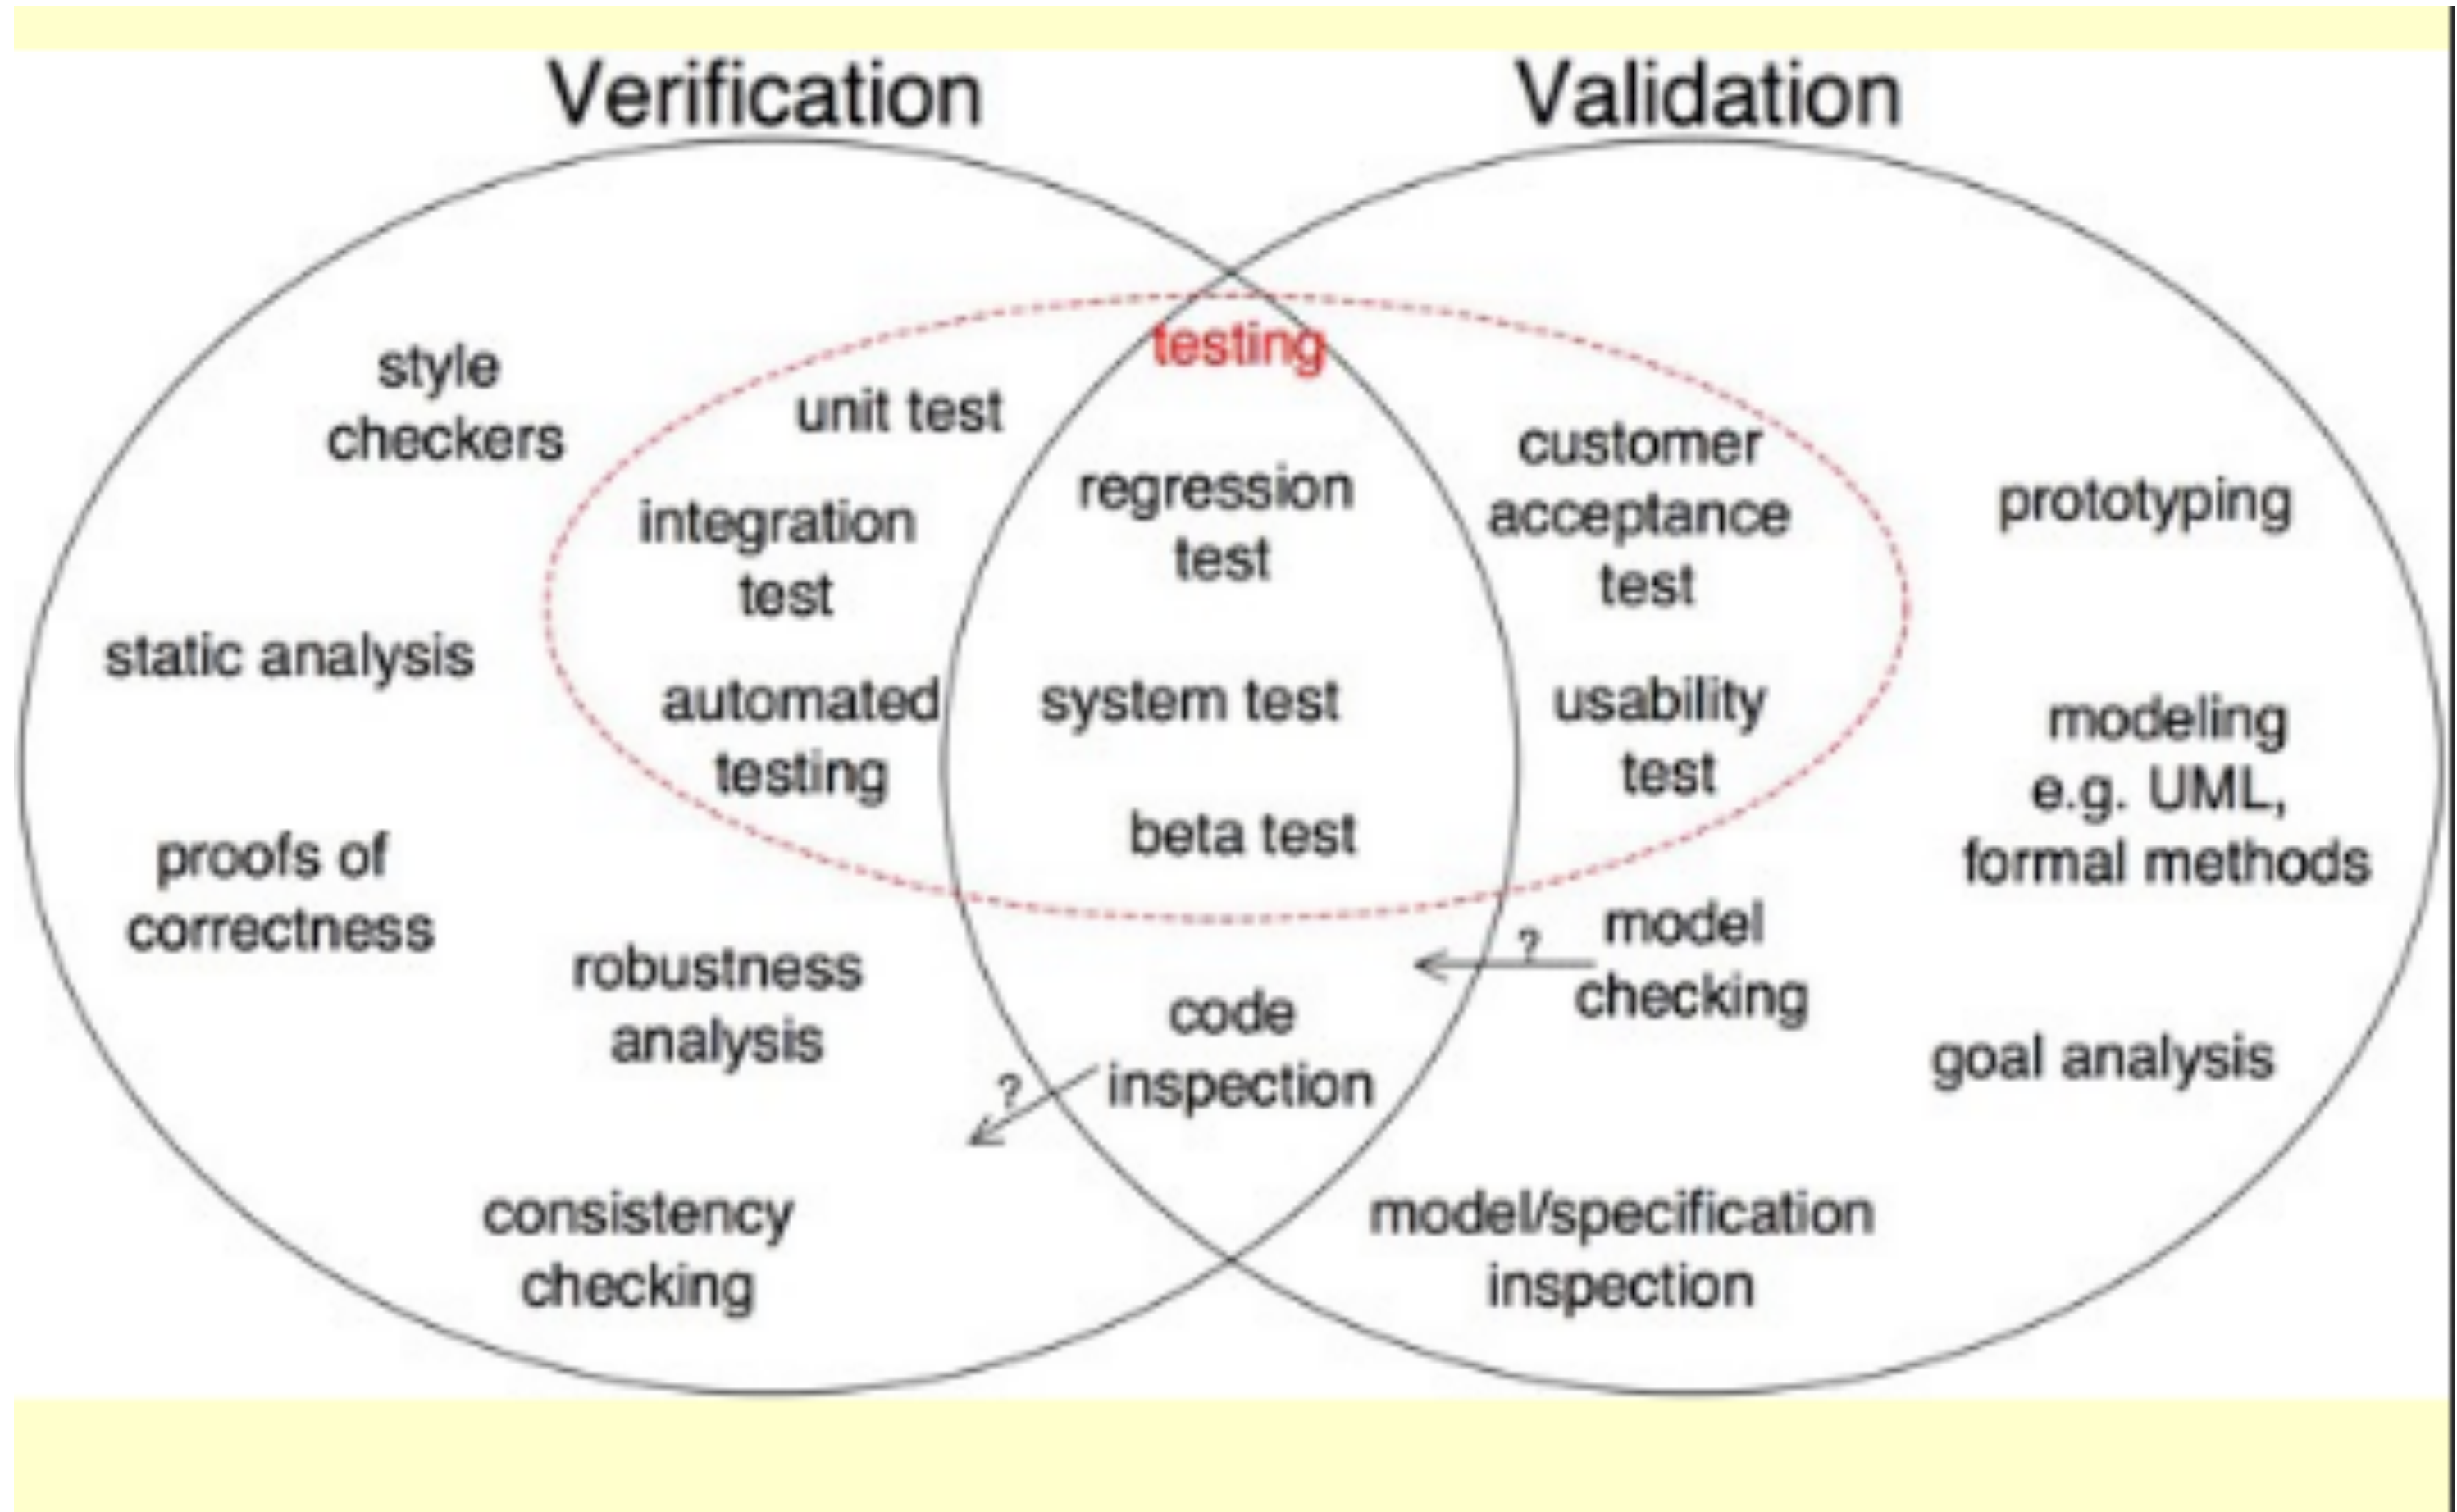 Verification
Validation
testing
style
checkers
unit test
integration
test
automated
testing
static analysis
proofs of
correctness
robustness
analysis
consistency
checking
regression
test
system test
beta test
code
inspection
?
customer
acceptance
test
usability
test
prototyping
modeling
e.g. UML,
formal methods
?
model
checking
goal analysis
model/specification
inspection